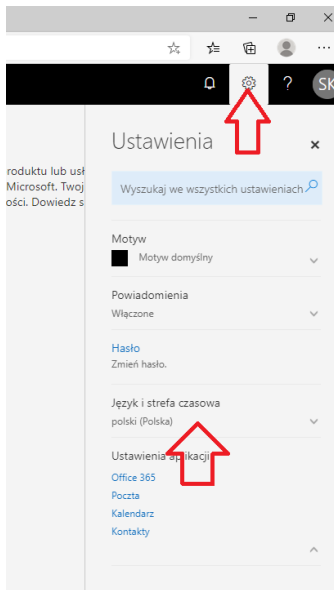 ?
SK
Ustawienia
roduktu lub usł
Microsoft. Twoj
ości. Dowiedz s
Wyszukaj we wszystkich ustawieniach
Motyw
Motyw domyślny
Powiadomienia
Włączone
Hasło
Zmień hasło.
Język i strefa czasowa
polski (Polska)
Ustawienia aplikacji
Office 365
Poczta
Kalendarz
Kontakty